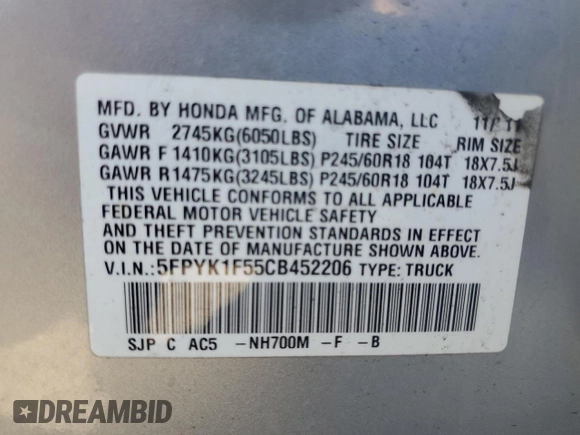 MFD. BY HONDA MFG. OF ALABAMA, LLC 11/11
GVWR 2745KG(6050LBS) TIRE SIZE RIM SIZE
GAWR F 1410KG(3105LBS) P245/60R18 104T 18X7.5J
GAWR R 1475KG(3245LBS) P245/60R18 104T 18X7.5J
THIS VEHICLE CONFORMS TO ALL APPLICABLE
FEDERAL MOTOR VEHICLE SAFETY
AND THEFT PREVENTION STANDARDS IN EFFECT
ON THE DATE OF MANUFACTURE SHOWN ABOVE.
V.I.N.:5FPYK1F55CB452206 TYPE: TRUCK
SJP C AC5 -NH700M -F -B
DREAMBID